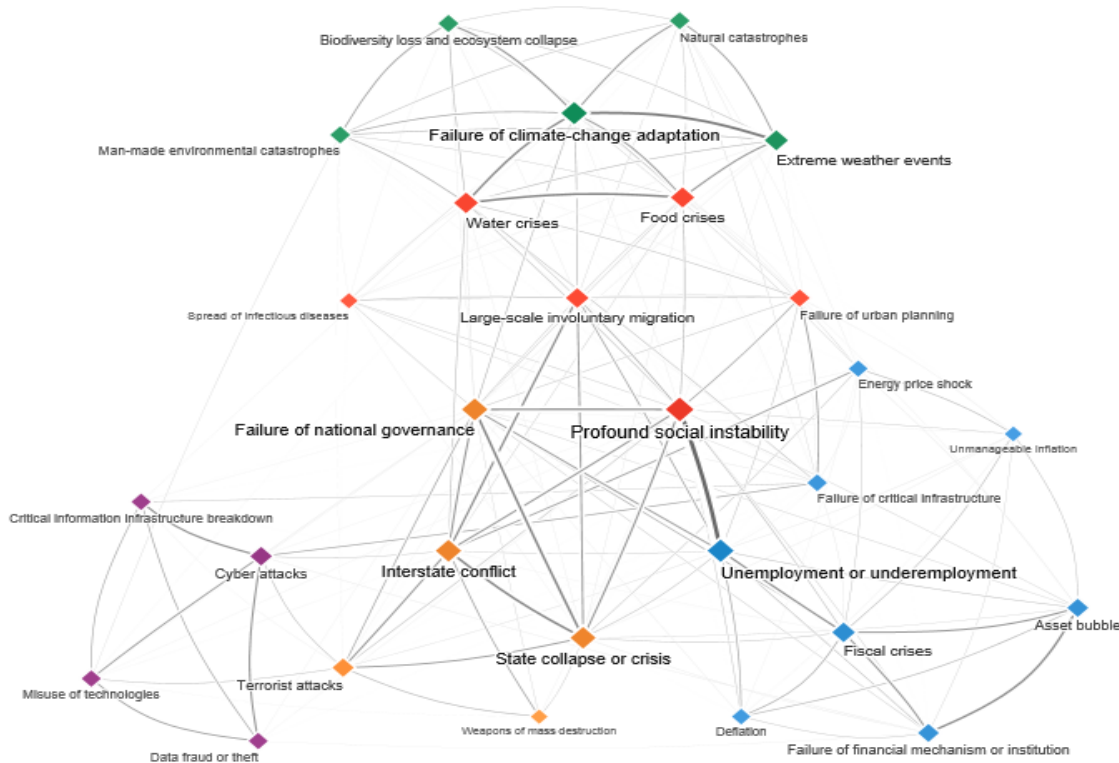 Biodiversity loss and ecosystem collapse
Natural catastrophes
Failure of climate-change adaptation
Man-made environmental catastrophes
Extreme weather events
Water crises
Food crises
Spread of infectious diseases
Large-scale involuntary migration
Failure of urban planning
Energy price shock
Failure of national governance
Profound social instability
Unmanageable inflation
Failure of critical infrastructure
Critical information infrastructure breakdown
Cyber attacks
Interstate conflict
Unemployment or underemployment
Asset bubble
Fiscal crises
State collapse or crisis
Terrorist attacks
Misuse of technologies
Weapons of mass destruction
Deflation
Failure of financial mechanism or institution
Data fraud or theft